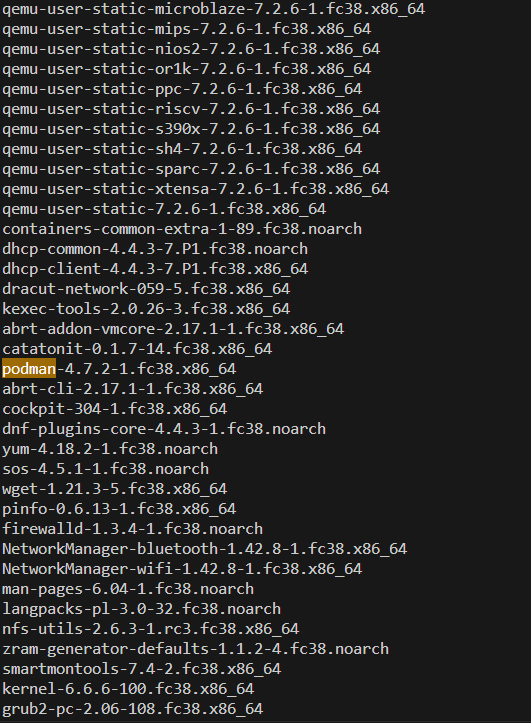 qemu-user-static-microblaze-7.2.6-1.fc38.x86_64
qemu-user-static-mips-7.2.6-1.fc38.x86_64
qemu-user-static-nios2-7.2.6-1.fc38.x86_64
qemu-user-static-or1k-7.2.6-1.fc38.x86_64
qemu-user-static-ppc-7.2.6-1.fc38.x86_64
qemu-user-static-riscv-7.2.6-1.fc38.x86_64
qemu-user-static-s390x-7.2.6-1.fc38.x86_64
qemu-user-static-sh4-7.2.6-1.fc38.x86_64
qemu-user-static-sparc-7.2.6-1.fc38.x86_64
qemu-user-static-xtensa-7.2.6-1.fc38.x86_64
qemu-user-static-7.2.6-1.fc38.x86_64
containers-common-extra-1-89.fc38.noarch
dhcp-common-4.4.3-7.P1.fc38.noarch
dhcp-client-4.4.3-7.P1.fc38.x86_64
dracut-network-059-5.fc38.x86_64
kexec-tools-2.0.26-3.fc38.x86_64
abrt-addon-vmcore-2.17.1-1.fc38.x86_64
catatonit-0.1.7-14.fc38.x86_64
podman-4.7.2-1.fc38.x86_64
abrt-cli-2.17.1-1.fc38.x86_64
cockpit-304-1.fc38.x86_64
dnf-plugins-core-4.4.3-1.fc38.noarch
yum-4.18.2-1.fc38.noarch
sos-4.5.1-1.fc38.noarch
wget-1.21.3-5.fc38.x86_64
pinfo-0.6.13-1.fc38.x86_64
firewalld-1.3.4-1.fc38.noarch
NetworkManager-bluetooth-1.42.8-1.fc38.x86_64
NetworkManager-wifi-1.42.8-1.fc38.x86_64
man-pages-6.04-1.fc38.noarch
langpacks-pl-3.0-32.fc38.noarch
nfs-utils-2.6.3-1.rc3.fc38.x86_64
zram-generator-defaults-1.1.2-4.fc38.noarch
smartmontools-7.4-2.fc38.x86_64
kernel-6.6.6-100.fc38.x86_64
grub2-pc-2.06-108.fc38.x86_64